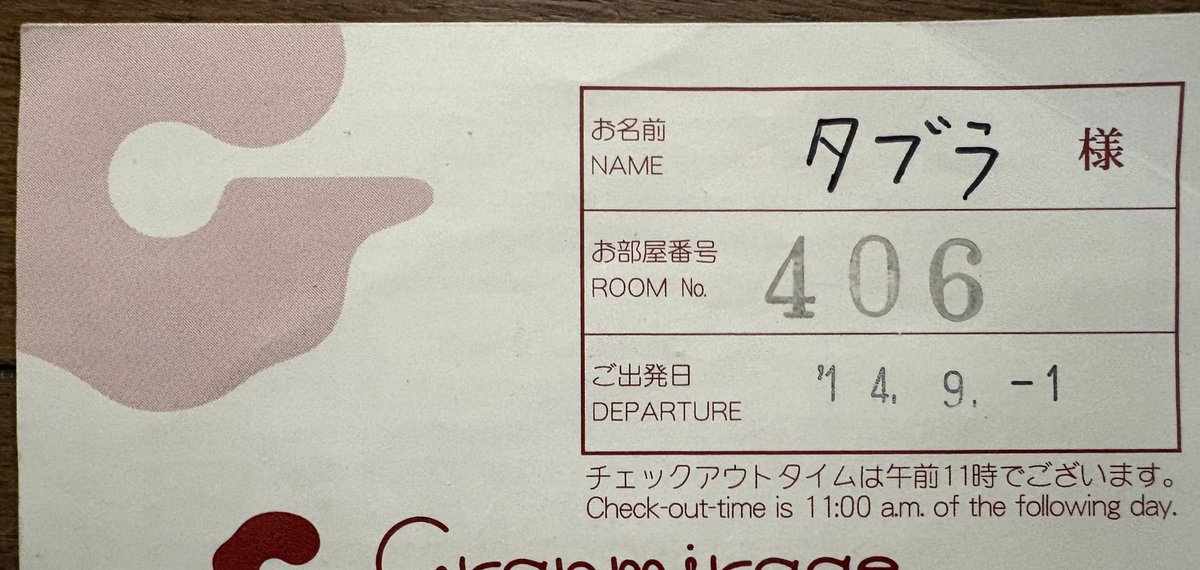 お名前
NAME
タブラ 様
お部屋番号
ROOM No.
406
ご出発日
DEPARTURE
'14. 9. -1
チェックアウトタイムは午前11時でございます。
Check-out-time is 11:00 a.m. of the following day.
Granmirage